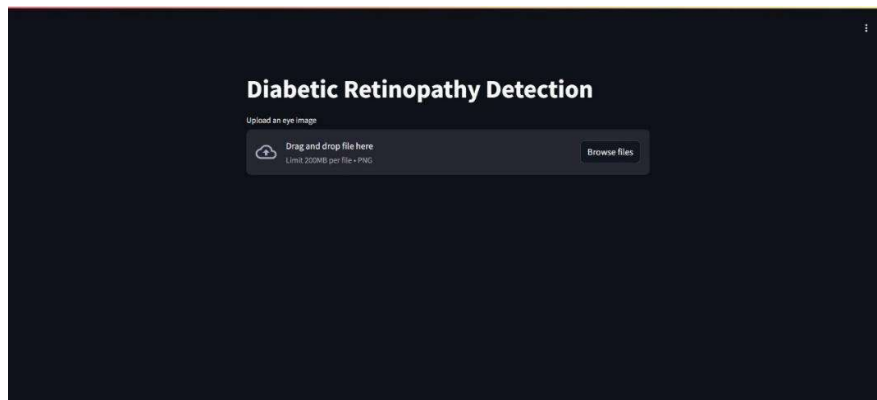 Diabetic Retinopathy Detection
Upload an eye image
Drag and drop file here
Limit 200MB per file • PNG
Browse files